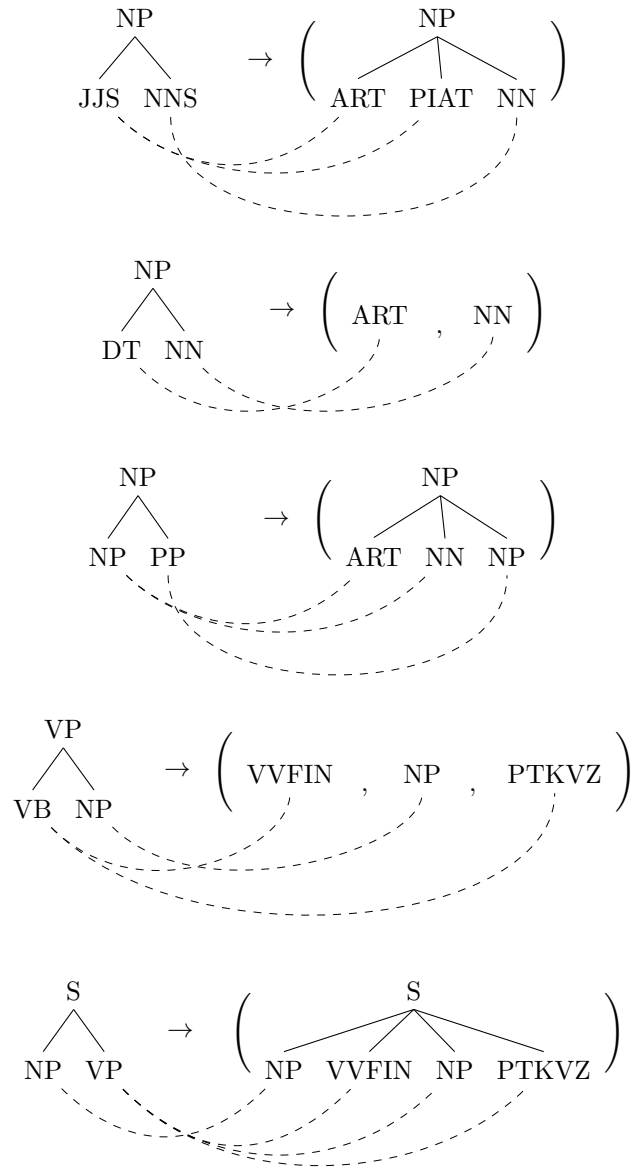 NP → ( NP )
JJS NNS ART PIAT NN
NP → ( ART , NN )
DT NN
NP → ( NP )
NP PP ART NN NP
VP → ( VVFIN , NP , PTKVZ )
VB NP
S → ( S )
NP VP NP VVFIN NP PTKVZ